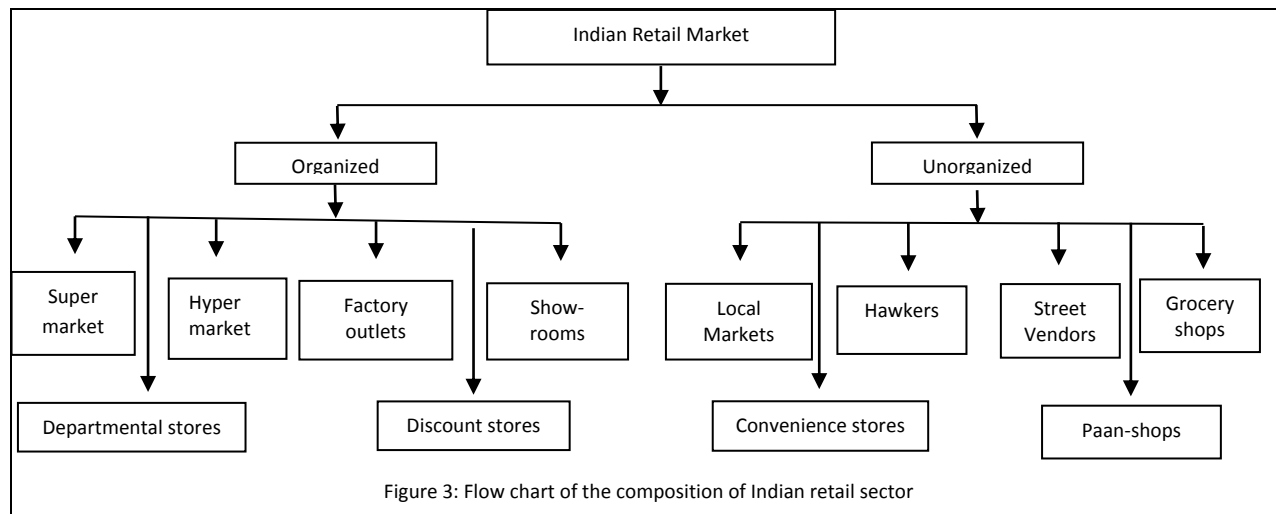 Indian Retail Market
Organized
Unorganized
Super
market
Hyper
market
Factory
outlets
Show-
rooms
Local
Markets
Hawkers
Street
Vendors
Grocery
shops
Departmental stores
Discount stores
Convenience stores
Paan-shops
Figure 3: Flow chart of the composition of Indian retail sector